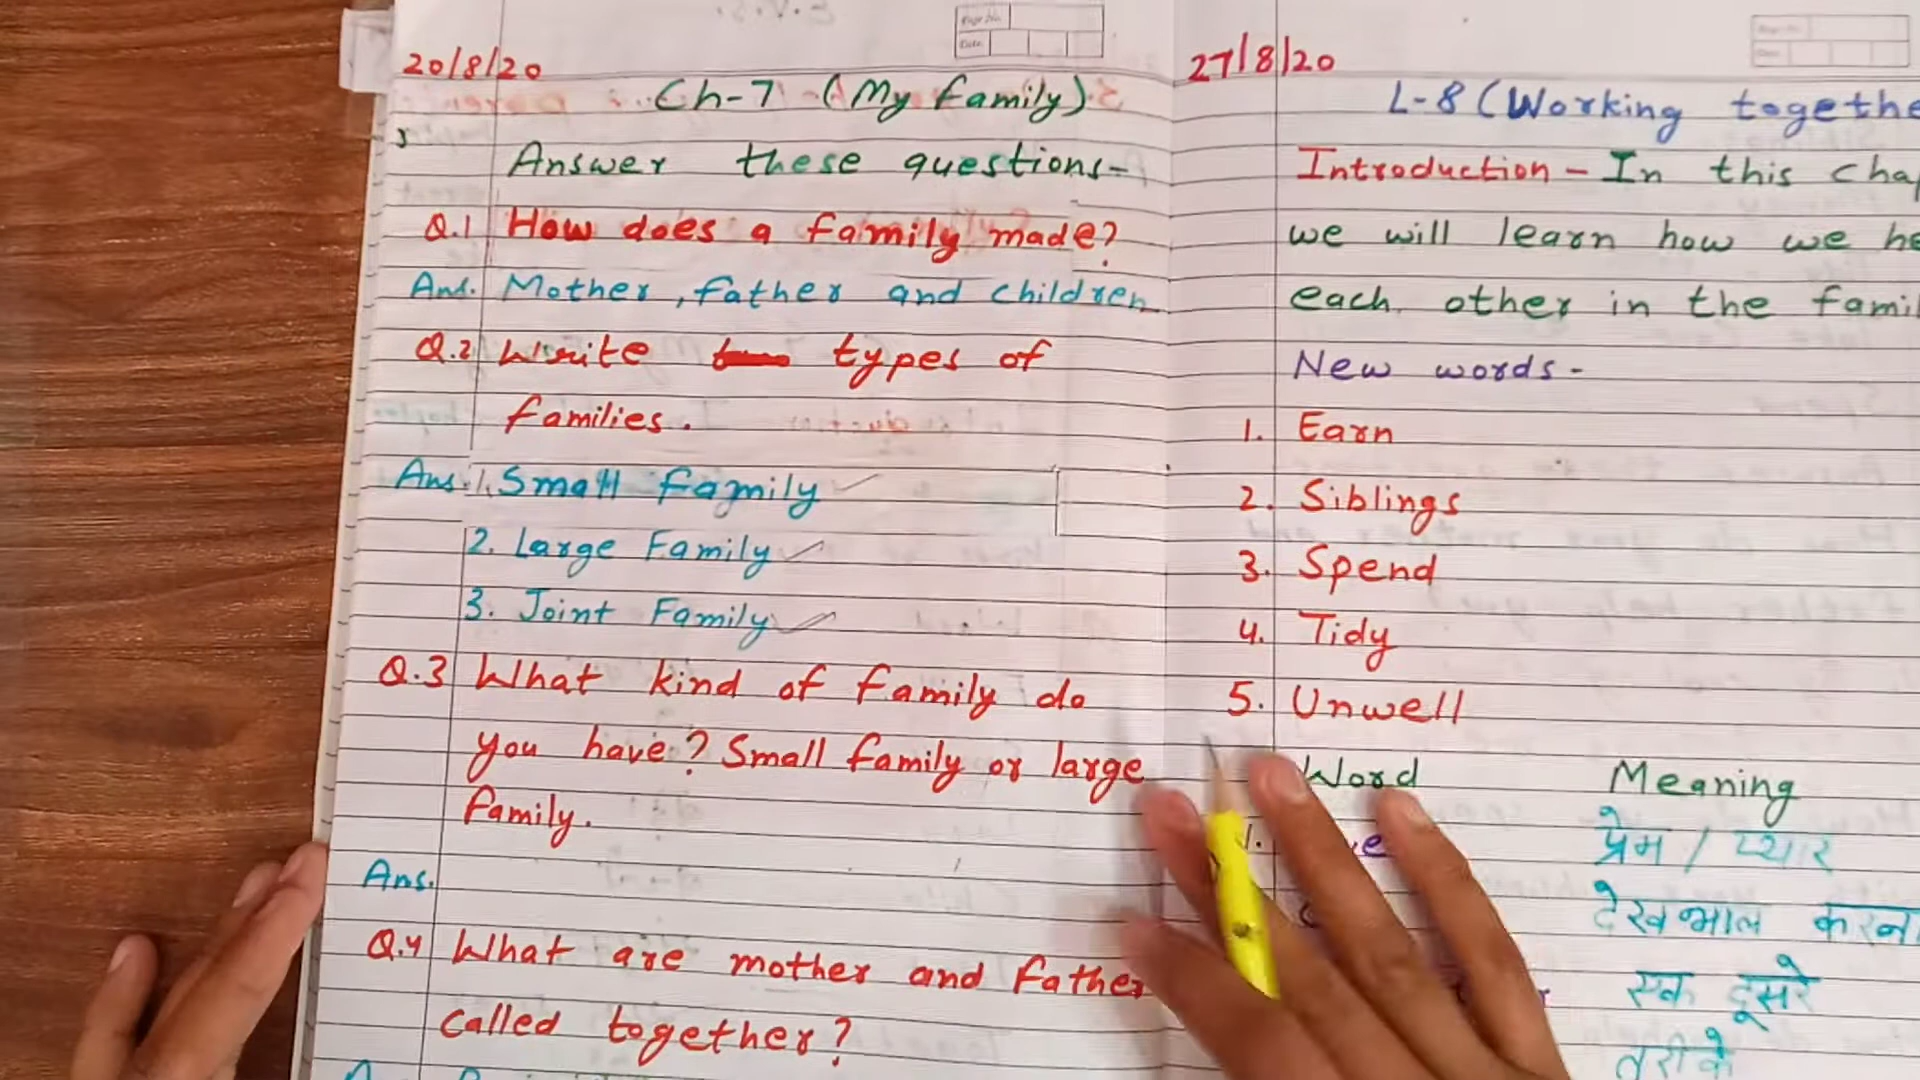 20/8/20
Ch-7 (My family)
Answer these questions-
Q.1 How does a family made?
Ans. Mother, father and children
Q.2 Write types of
families.
Ans. 1. Small Family
2. Large Family
3. Joint Family
Q.3 What kind of family do
you have? Small family or large
family.
Ans.
Q.4 What are mother and father
called together?
27/8/20
L-8 (Working togethe
Introduction - In this chap
we will learn how we he
each other in the famil
New words-
1. Earn
2. Siblings
3. Spend
4. Tidy
5. Unwell
Word Meaning
1. प्रेम / प्यार
देखभाल करना
एक दूसरे
तरीके